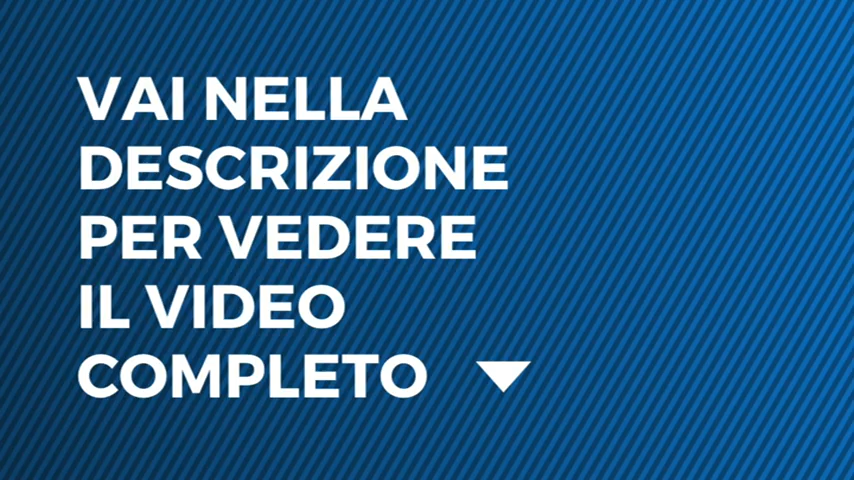 VAI NELLA
DESCRIZIONE
PER VEDERE
IL VIDEO
COMPLETO